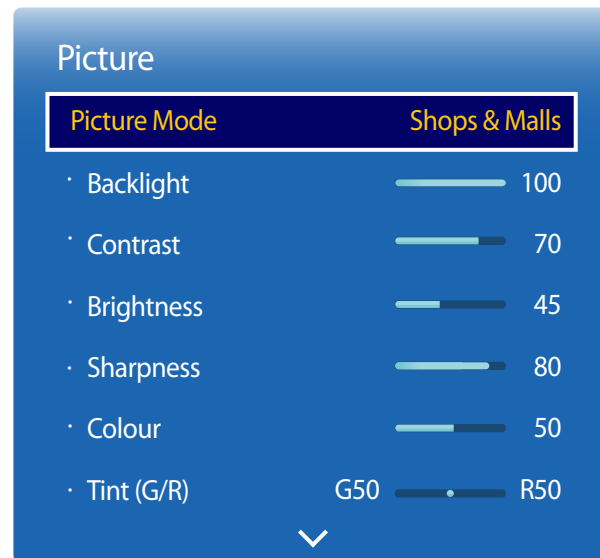 Picture
Picture Mode Shops & Malls
· Backlight 100
· Contrast 70
· Brightness 45
· Sharpness 80
· Colour 50
· Tint (G/R) G50 R50